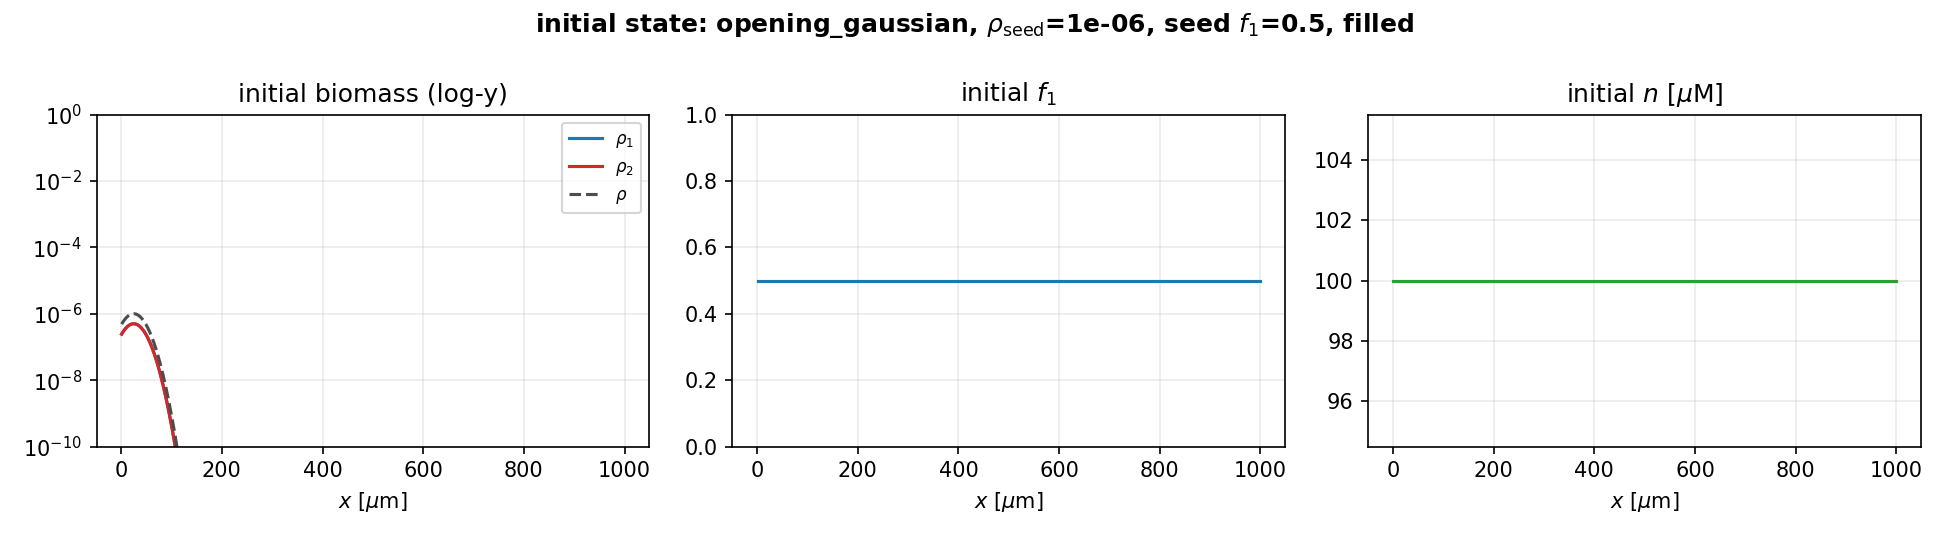 initial state: opening_gaussian, ρseed=1e-06, seed f1=0.5, filled
initial biomass (log-y)
10^0
10^-2
10^-4
10^-6
10^-8
10^-10
ρ1
ρ2
ρ
0 200 400 600 800 1000
x [μm]
initial f1
1.0
0.8
0.6
0.4
0.2
0.0
0 200 400 600 800 1000
x [μm]
initial n [μM]
104
102
100
98
96
0 200 400 600 800 1000
x [μm]